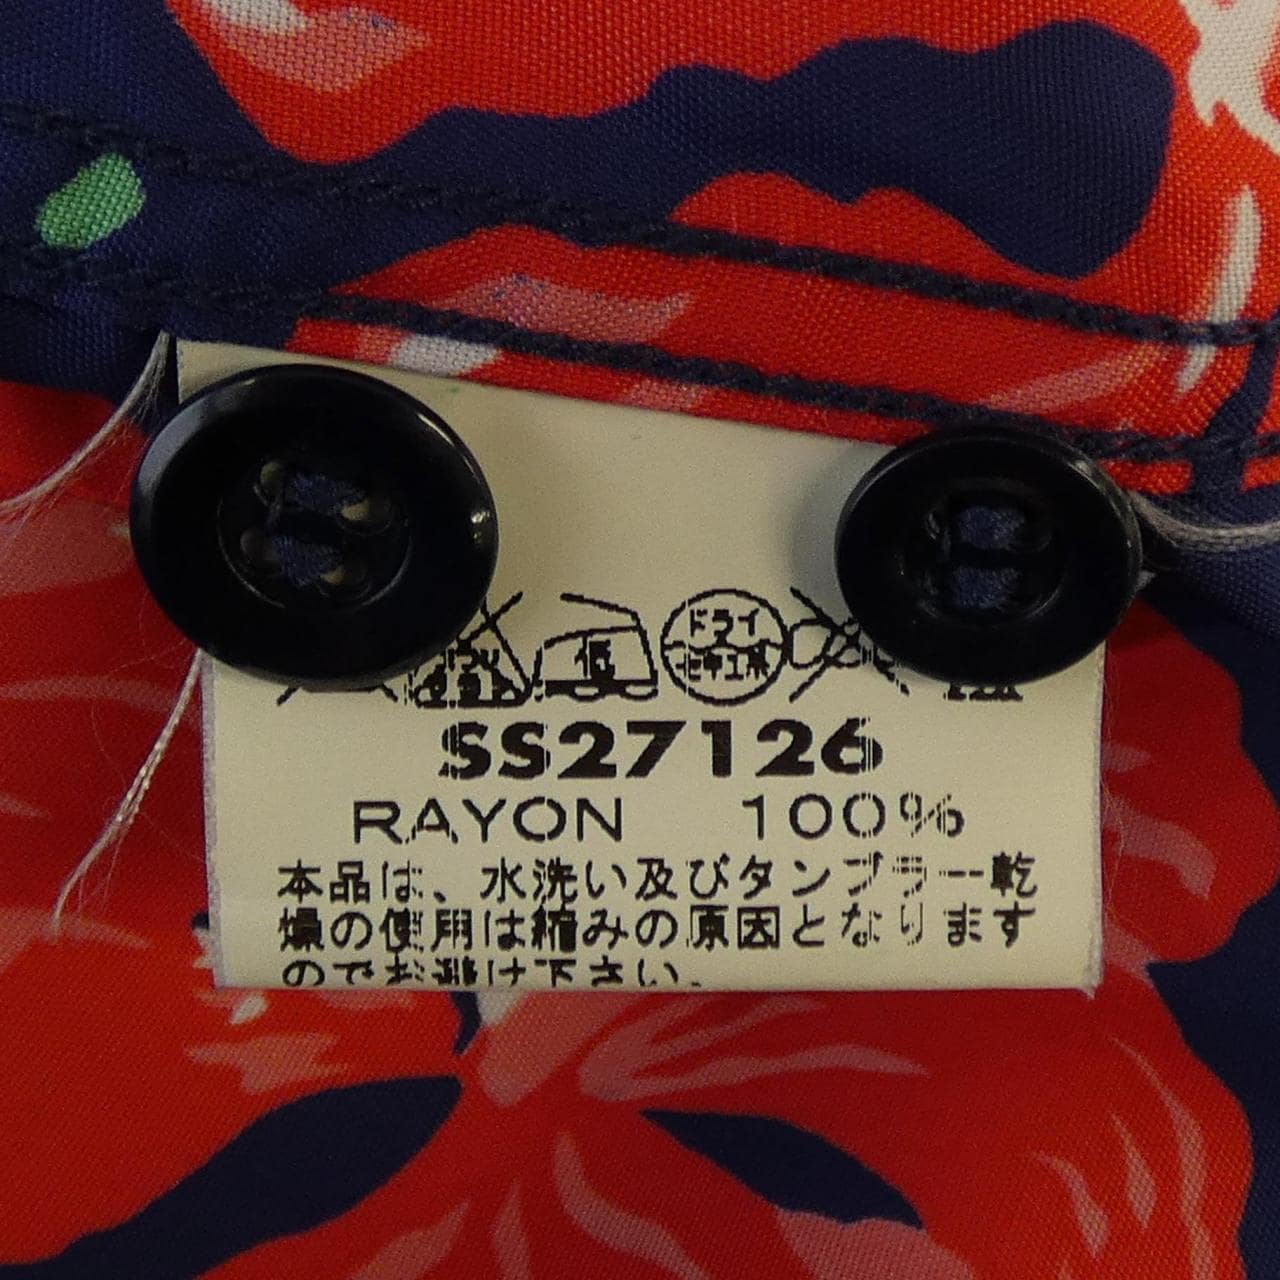 低 ドライ
SS27126
RAYON 100%
本品は、水洗い及びタンブラー乾
燥の使用は縮みの原因となります
のでお避け下さい。